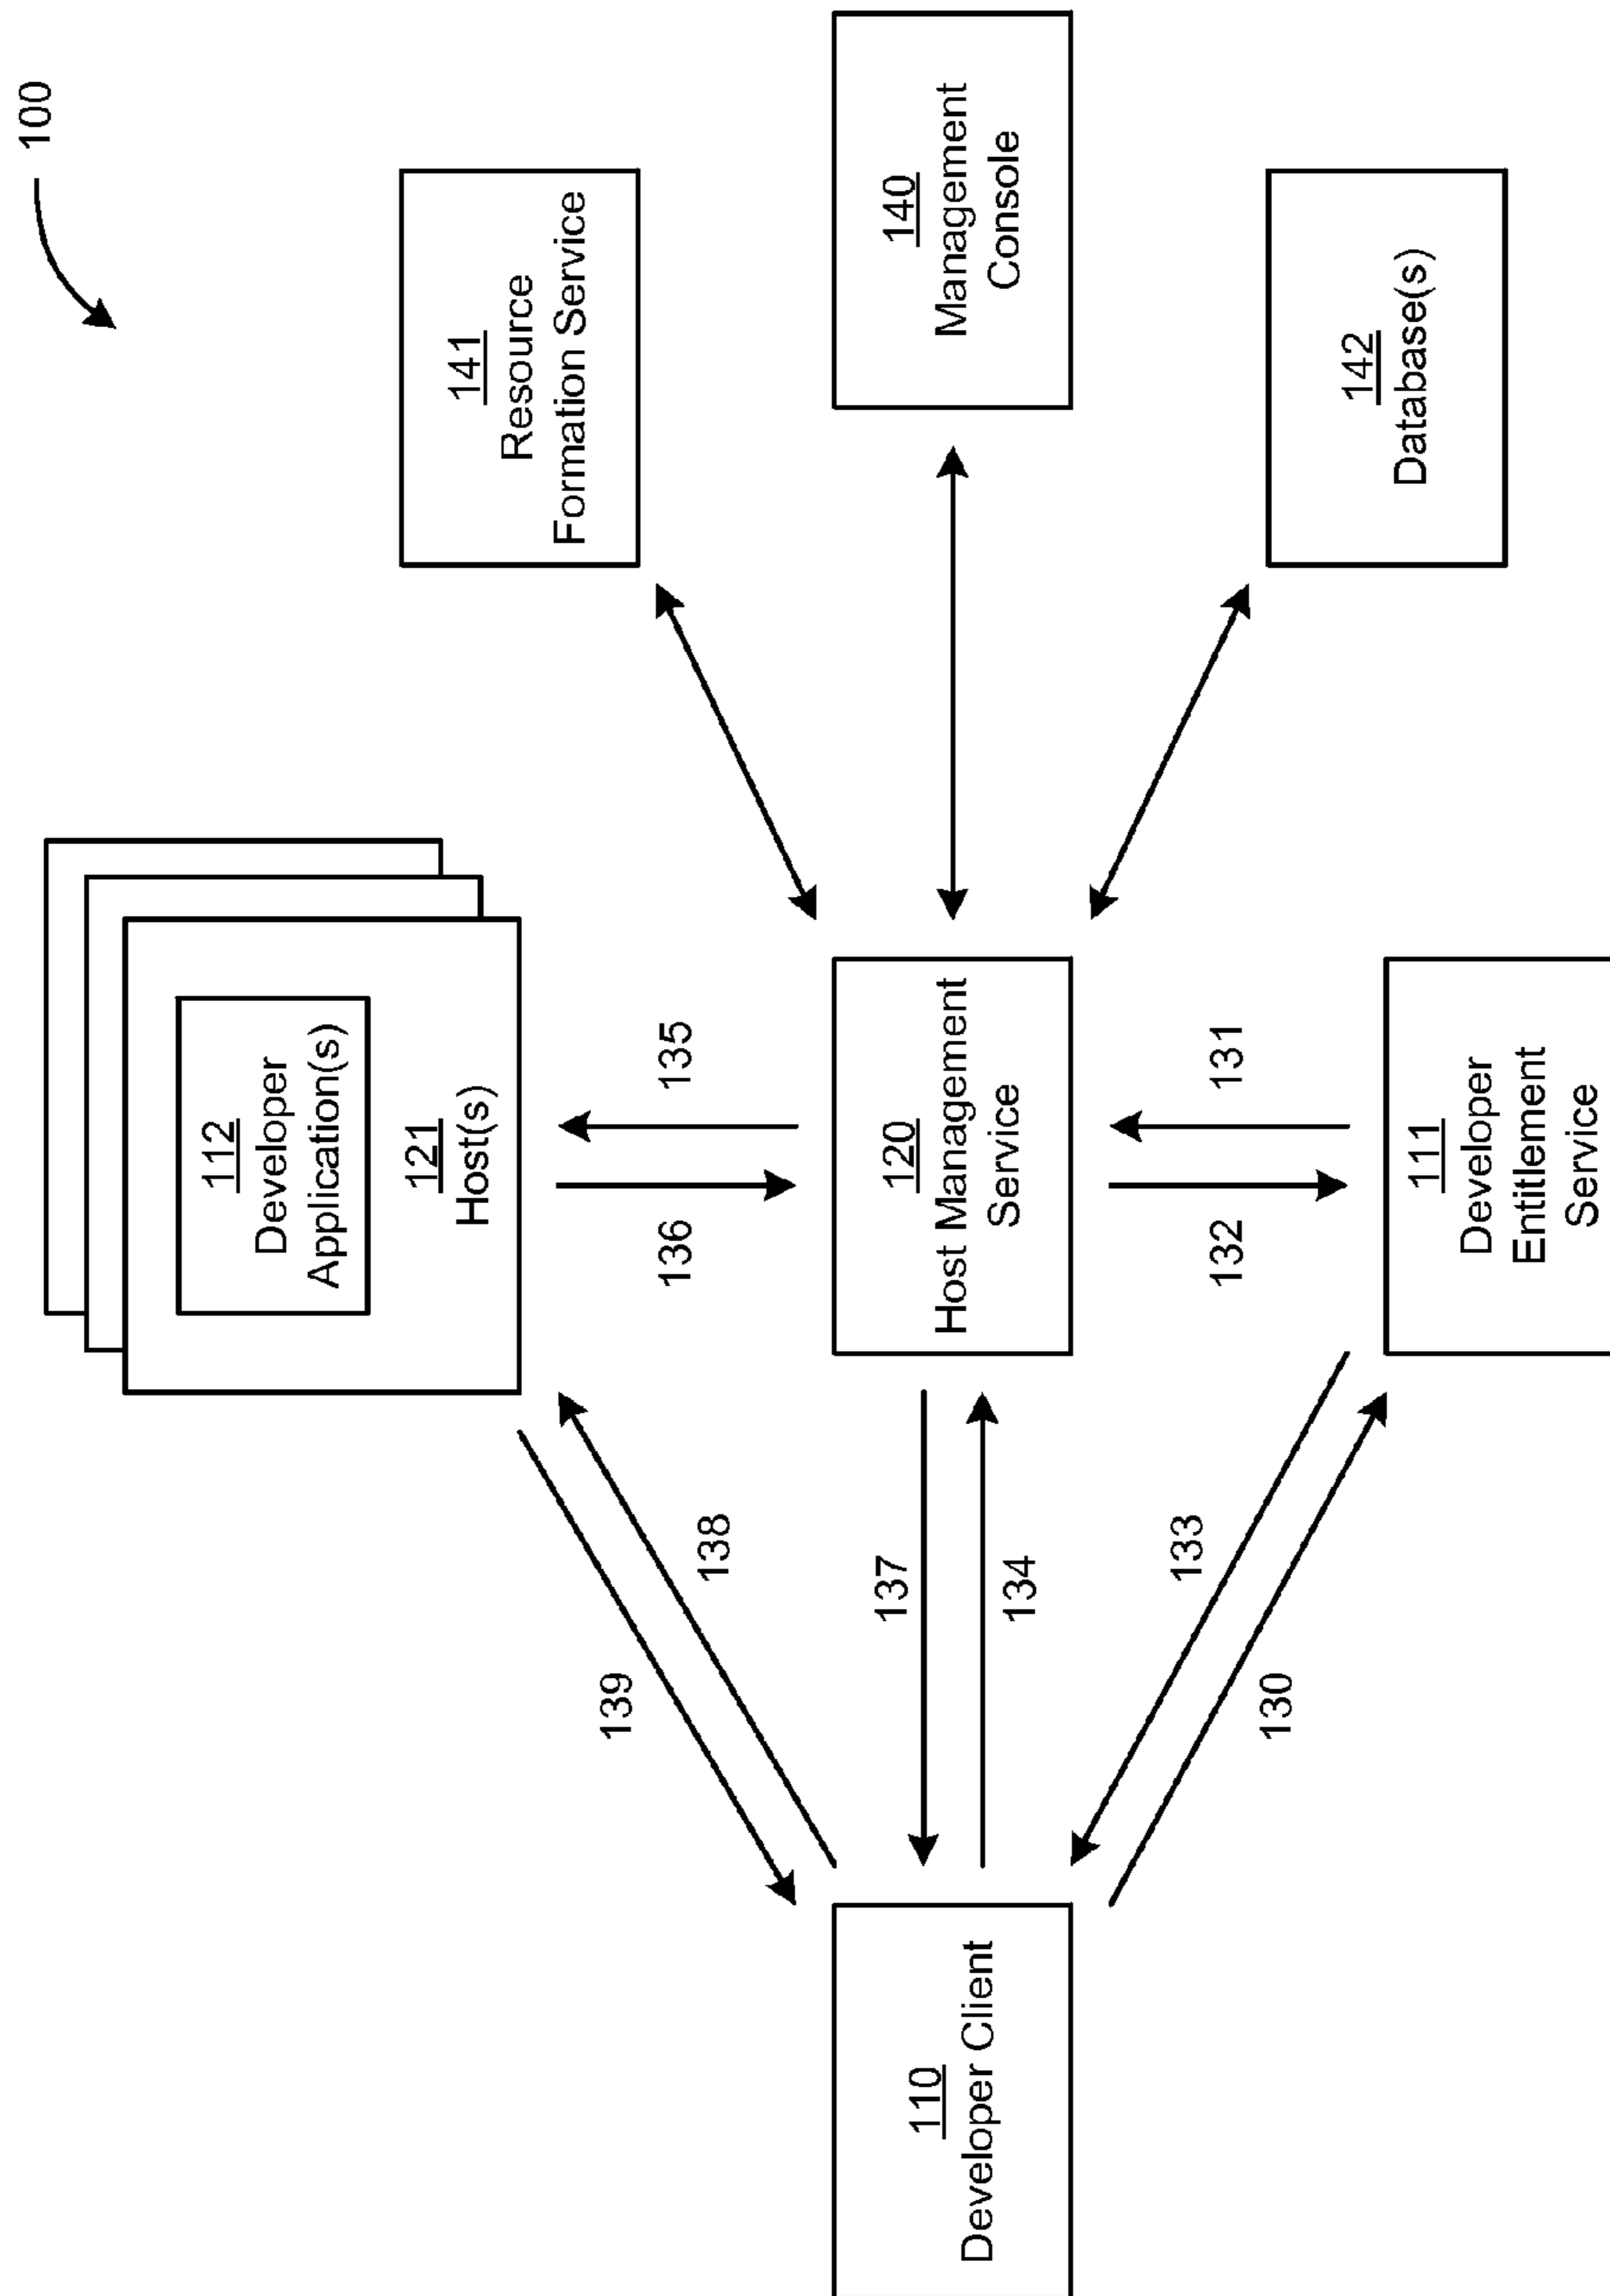 100
112
Developer
Application(s)
121
Host(s)
141
Resource
Formation Service
139
138
136
135
110
Developer Client
137
134
120
Host Management
Service
140
Management
Console
133
130
132
131
111
Developer
Entitlement
Service
142
Database(s)